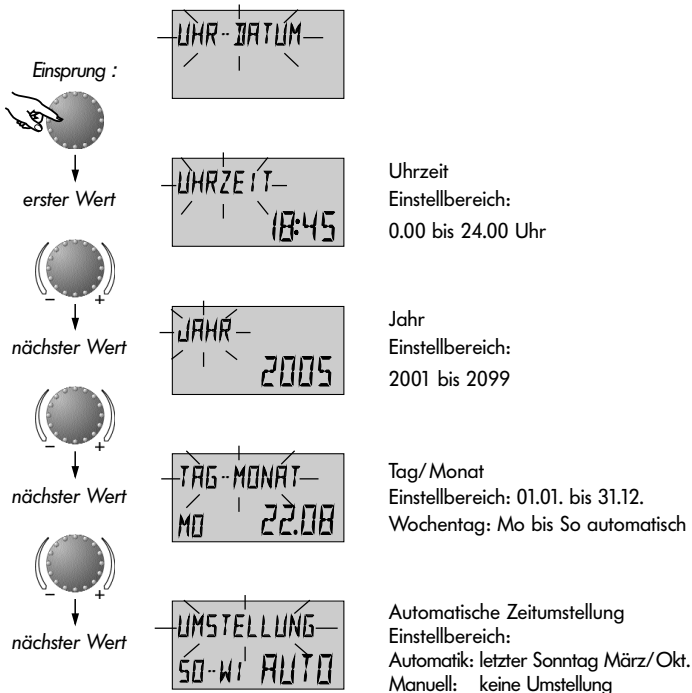 UHR-DATUM
Einsprung :
erster Wert
UHRZEIT
18:45
Uhrzeit
Einstellbereich:
0.00 bis 24.00 Uhr
- +
nächster Wert
JAHR
2005
Jahr
Einstellbereich:
2001 bis 2099
- +
nächster Wert
TAG-MONAT
MO 22.08
Tag/Monat
Einstellbereich: 01.01. bis 31.12.
Wochentag: Mo bis So automatisch
- +
nächster Wert
UMSTELLUNG
SO-WI AUTO
Automatische Zeitumstellung
Einstellbereich:
Automatik: letzter Sonntag März/Okt.
Manuell: keine Umstellung